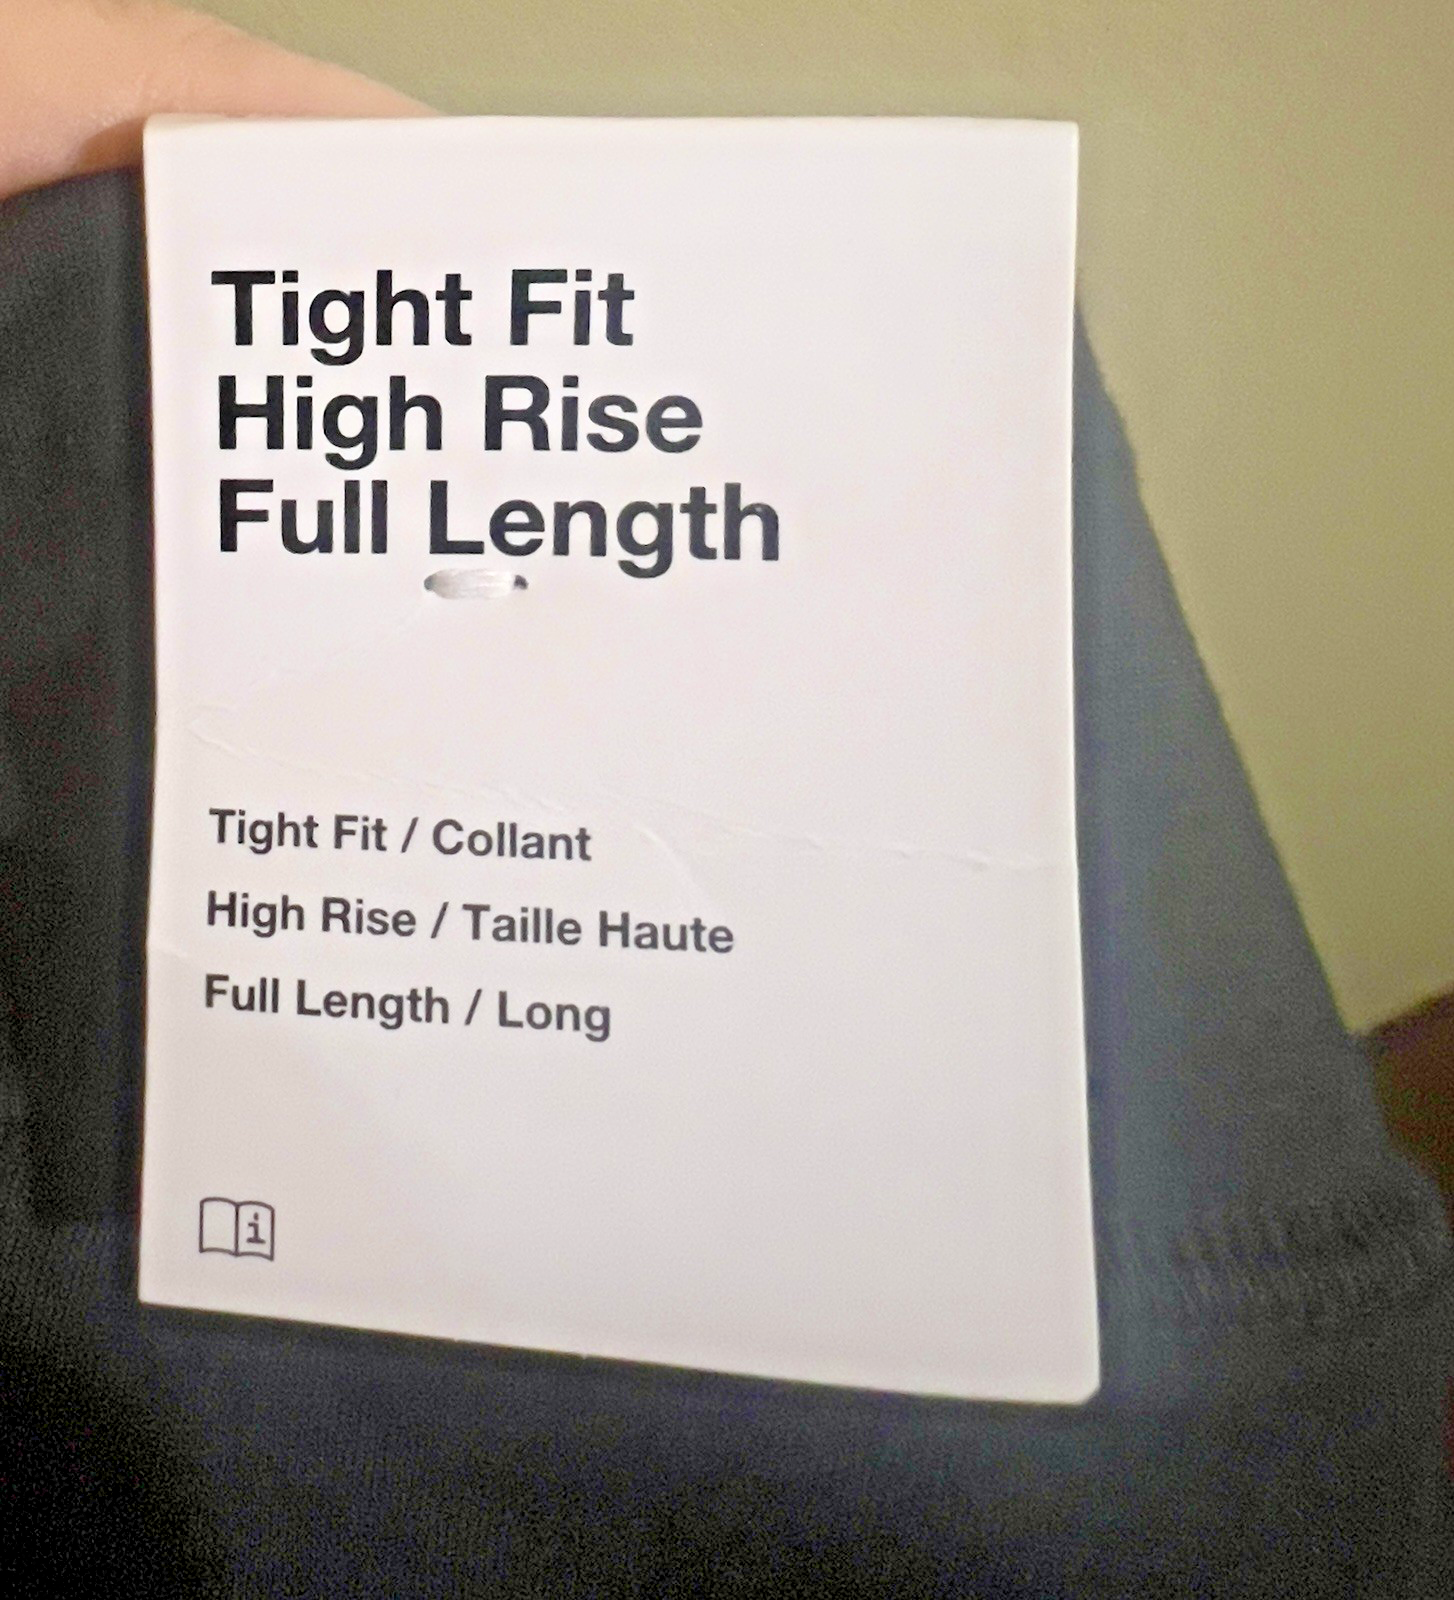 Tight Fit
High Rise
Full Length
Tight Fit / Collant
High Rise / Taille Haute
Full Length / Long
i